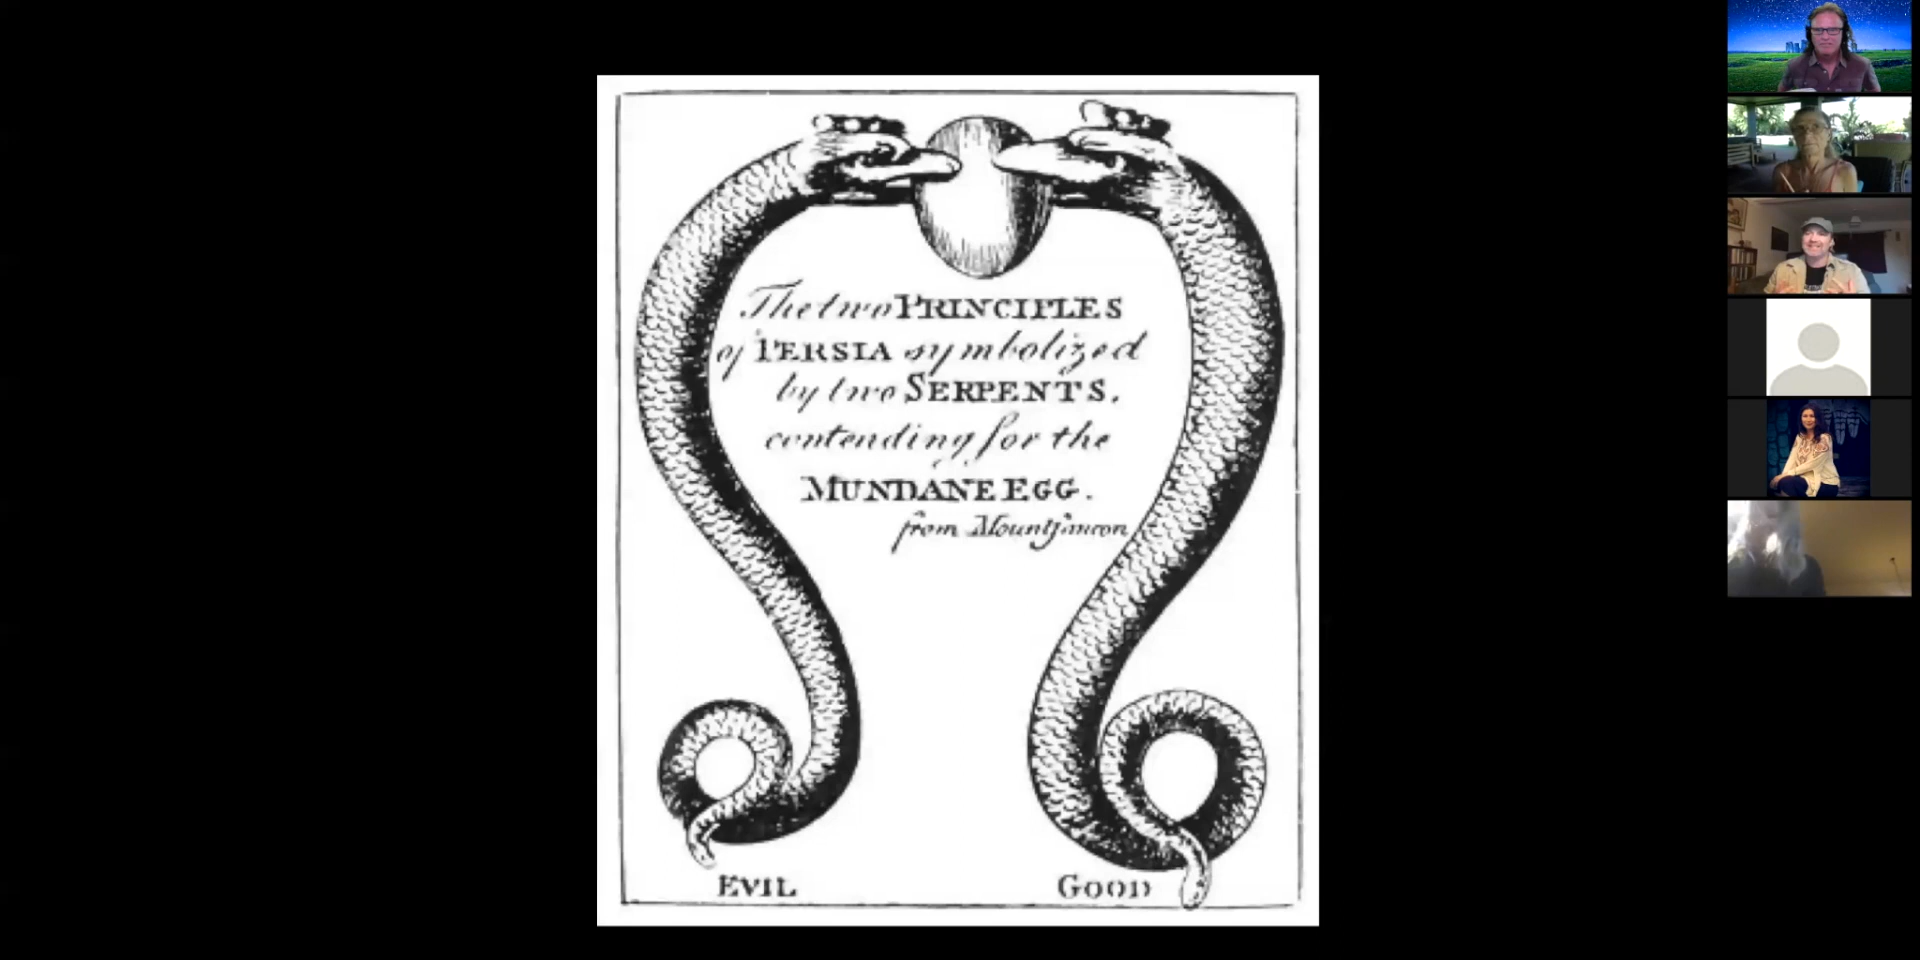 The two PRINCIPLES
of PERSIA symbolized
by two SERPENTS,
contending for the
MUNDANE EGG.
from Mountfaucon
EVIL
GOOD